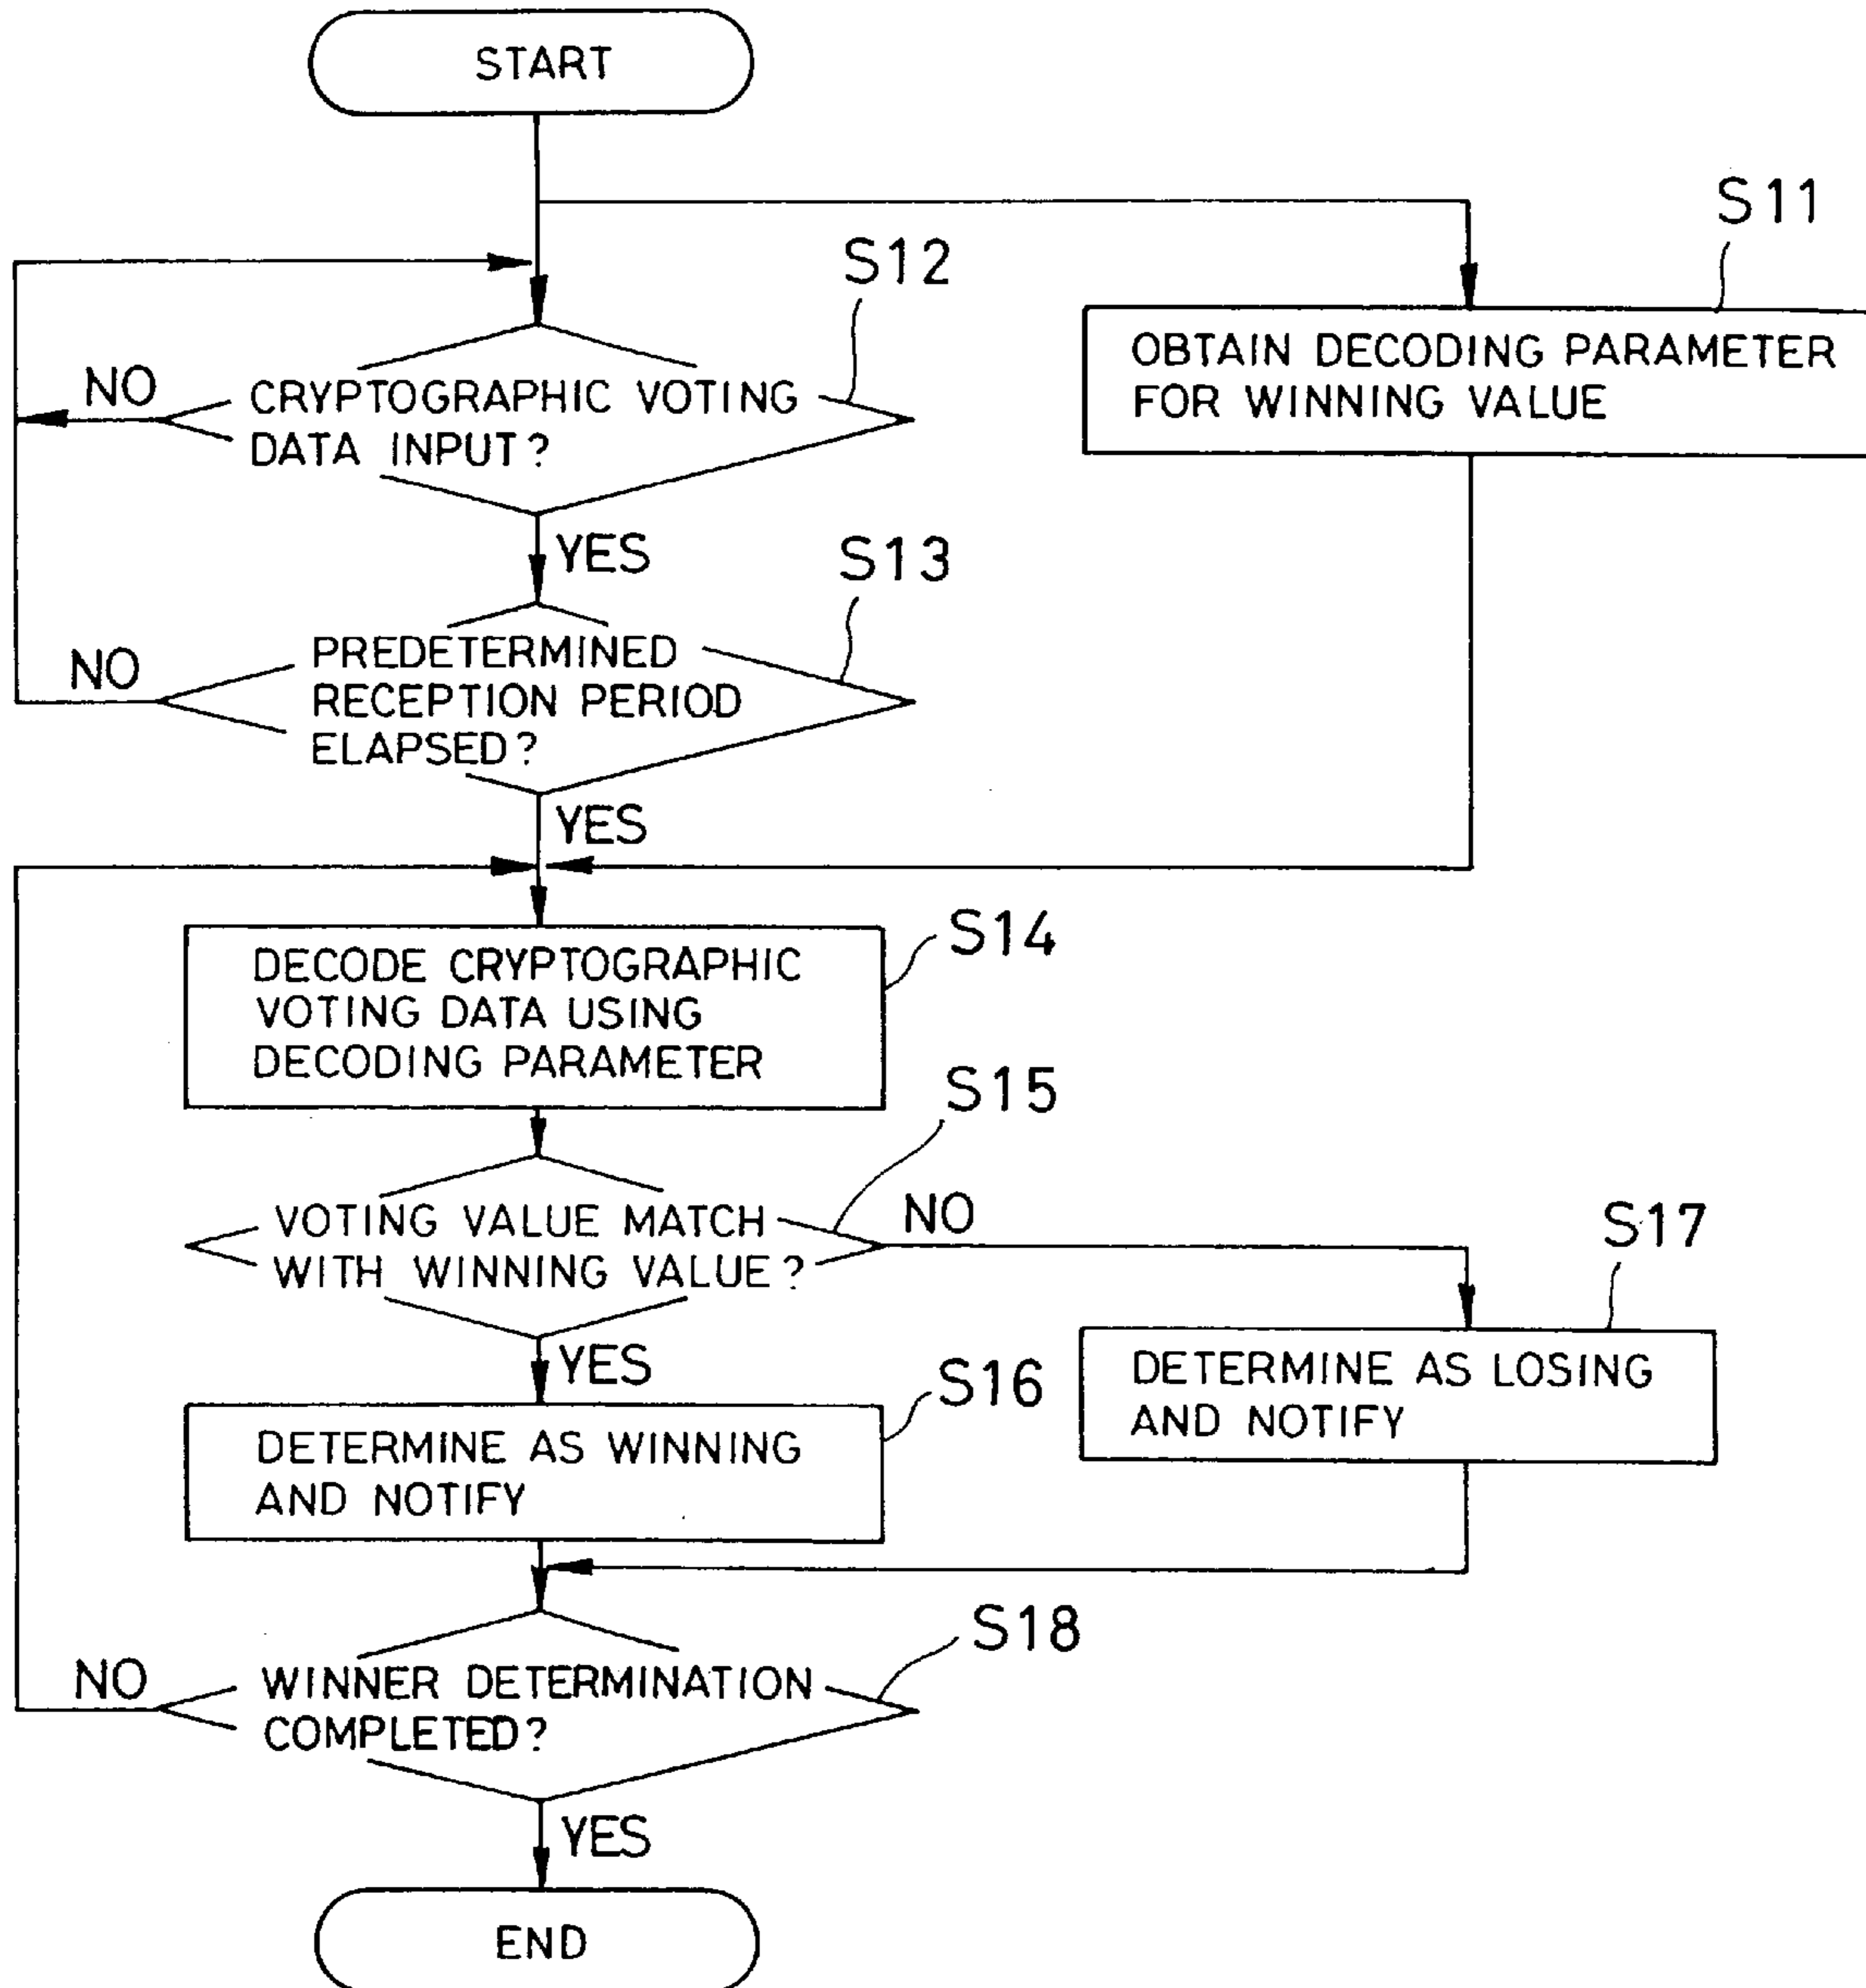 START
S11
S12
OBTAIN DECODING PARAMETER
FOR WINNING VALUE
NO
CRYPTOGRAPHIC VOTING
DATA INPUT?
YES
S13
NO
PREDETERMINED
RECEPTION PERIOD
ELAPSED?
YES
S14
DECODE CRYPTOGRAPHIC
VOTING DATA USING
DECODING PARAMETER
S15
VOTING VALUE MATCH
WITH WINNING VALUE?
NO
S17
YES
DETERMINE AS LOSING
AND NOTIFY
S16
DETERMINE AS WINNING
AND NOTIFY
S18
NO
WINNER DETERMINATION
COMPLETED?
YES
END